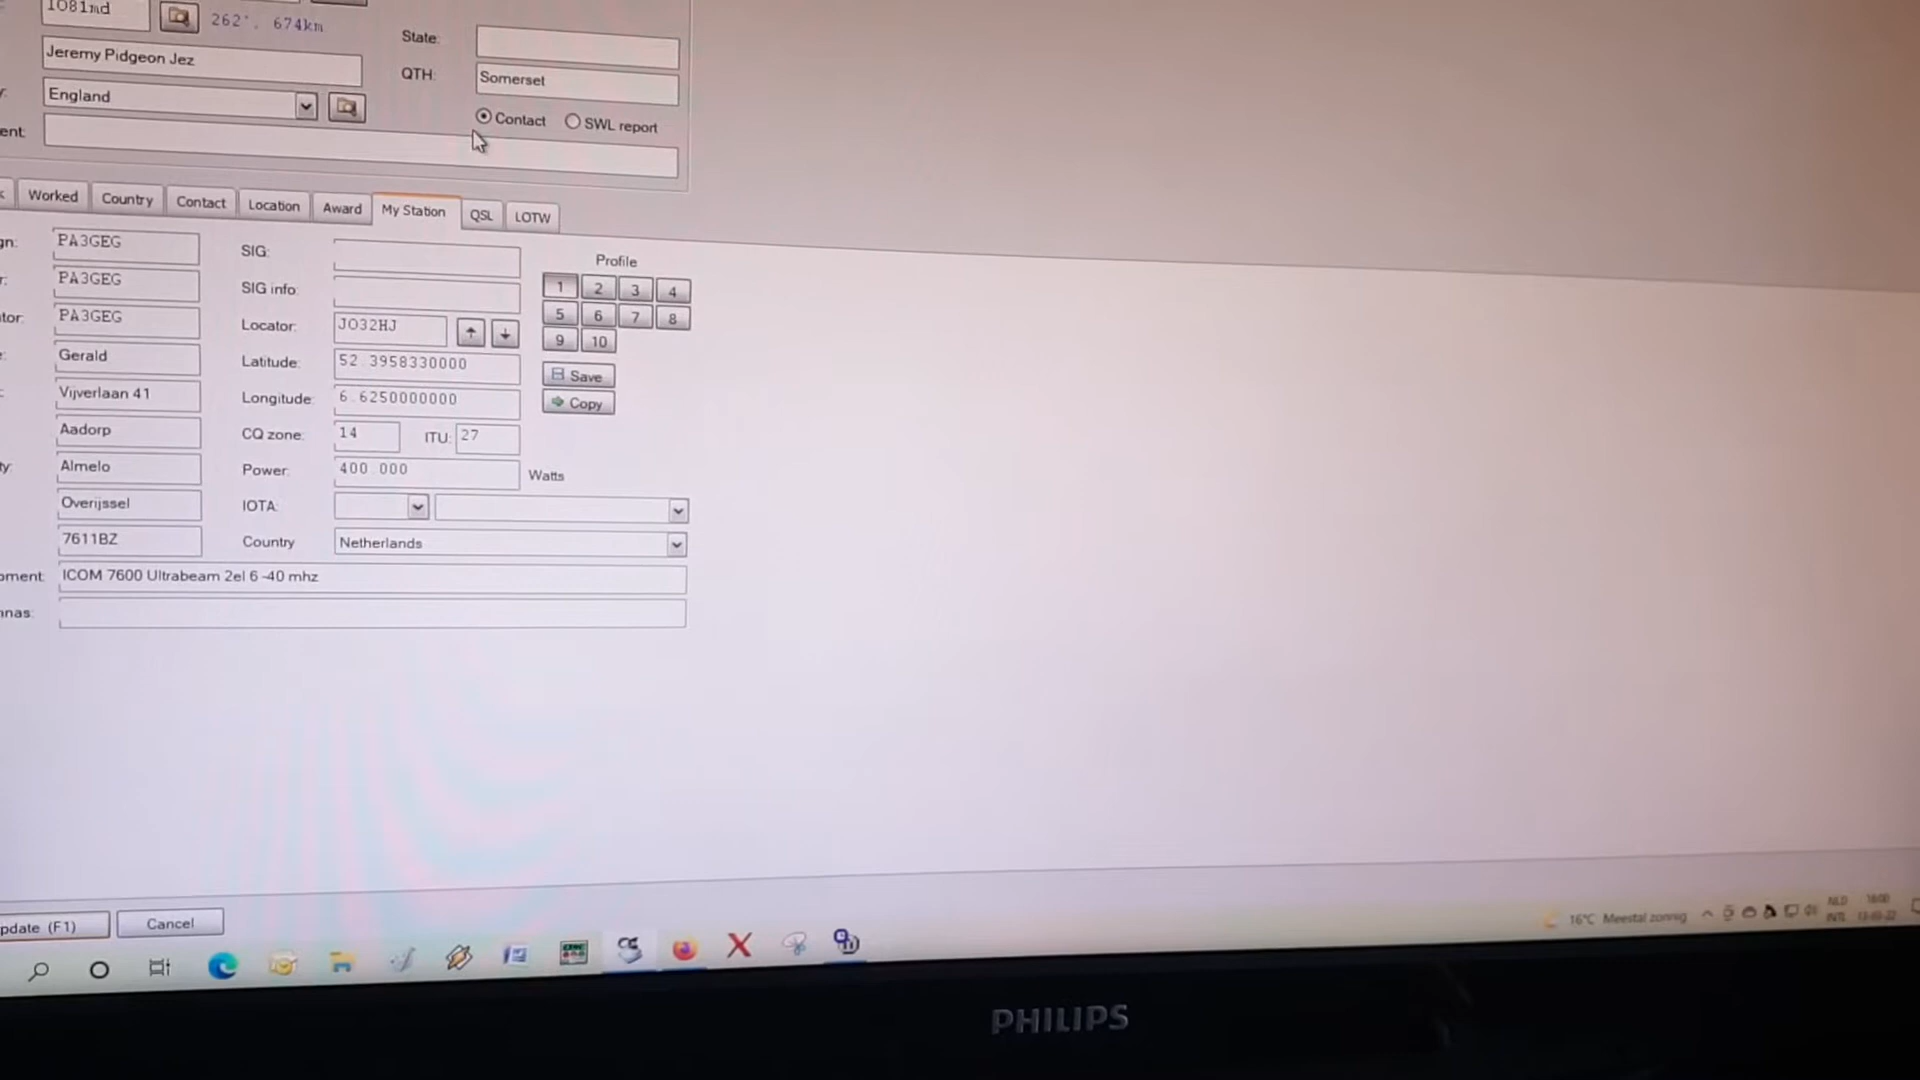 IO81md 262°, 674km
State:
Jeremy Pidgeon Jez
QTH: Somerset
England
Contact SWL report
Worked Country Contact Location Award My Station QSL LOTW
PA3GEG SIG: Profile
PA3GEG SIG info: 1 2 3 4
PA3GEG Locator: JO32HJ 5 6 7 8
9 10
Gerald Latitude: 52.3958330000 Save
Vijverlaan 41 Longitude: 6.6250000000 Copy
Aadorp CQ zone: 14 ITU: 27
Almelo Power: 400.000 Watts
Overijssel IOTA:
7611BZ Country Netherlands
ICOM 7600 Ultrabeam 2el 6-40 mhz
pdate (F1) Cancel
16°C Meestal zonnig NLD
PHILIPS